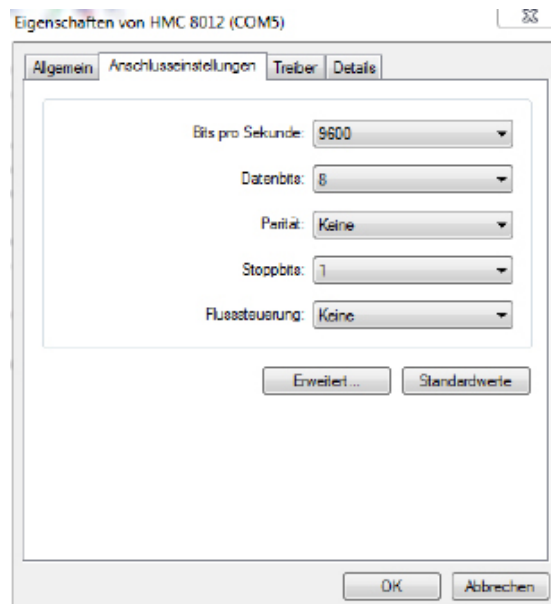 Eigenschaften von HMC 8012 (COM5)
Allgemein Anschlusseinstellungen Treiber Details
Bits pro Sekunde: 9600
Datenbits: 8
Parität: Keine
Stoppbits: 1
Flusssteuerung: Keine
Erweitert... Standardwerte
OK Abbrechen